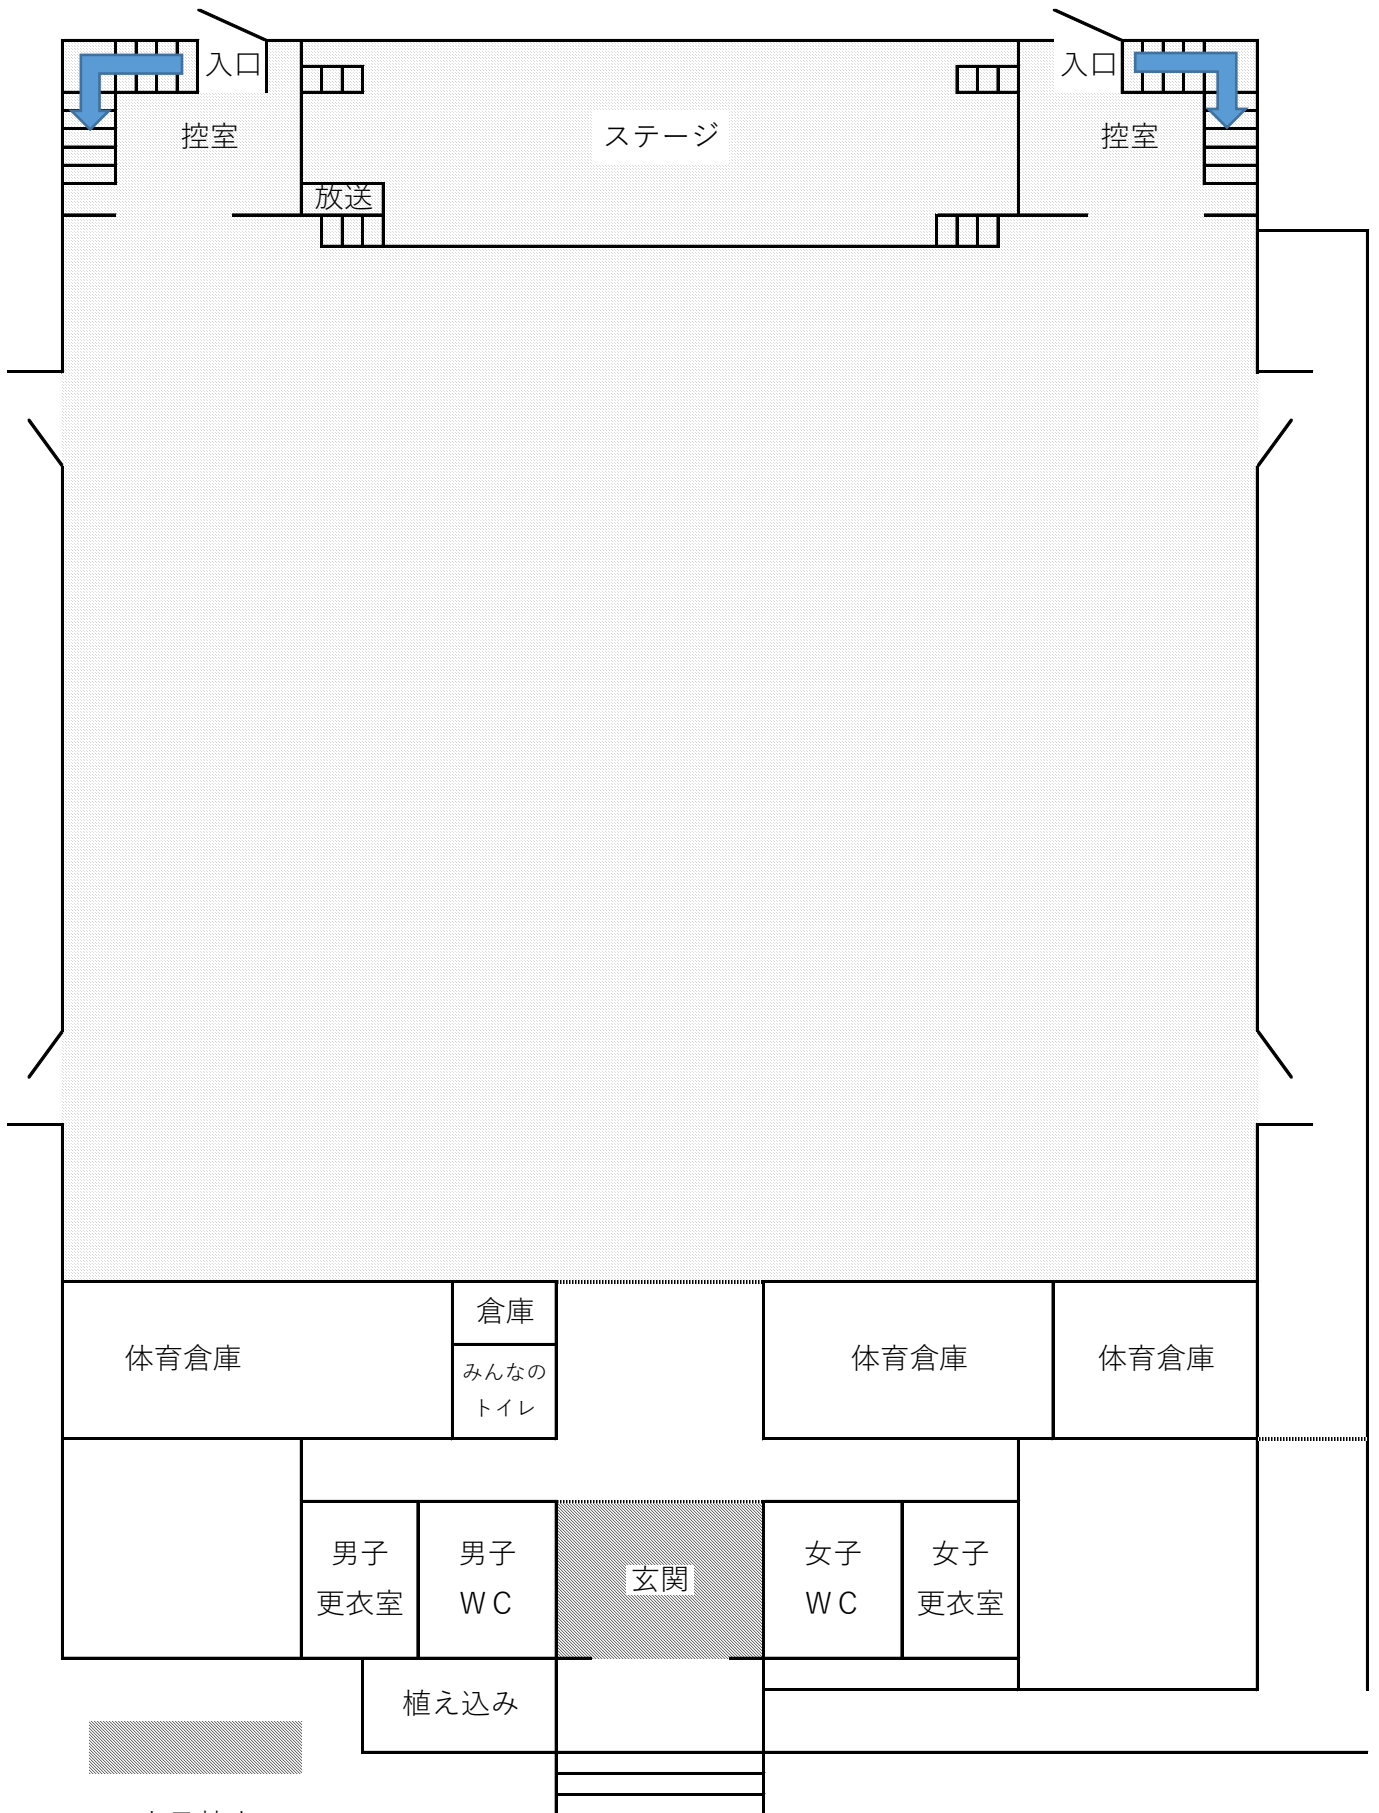 入口
入口
控室
ステージ
控室
放送
倉庫
体育倉庫
みんなの
トイレ
体育倉庫
体育倉庫
男子
更衣室
男子
ＷＣ
玄関
女子
ＷＣ
女子
更衣室
植え込み